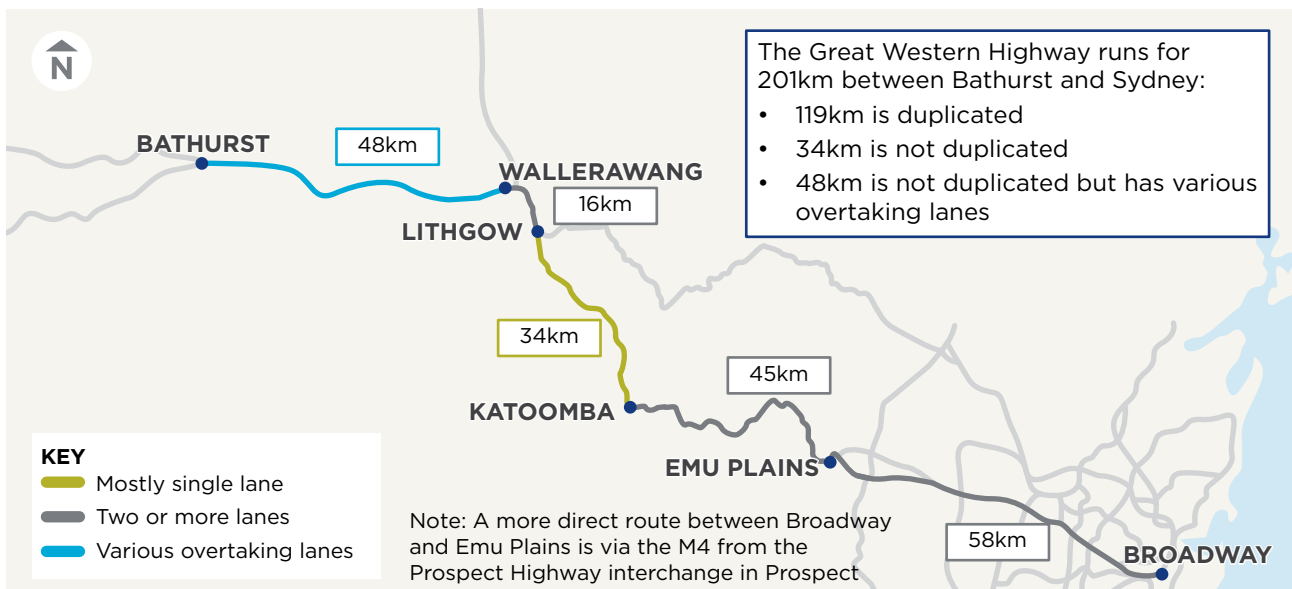 N
The Great Western Highway runs for
201km between Bathurst and Sydney:
• 119km is duplicated
• 34km is not duplicated
• 48km is not duplicated but has various
overtaking lanes
BATHURST
48km
WALLERAWANG
16km
LITHGOW
34km
45km
KATOOMBA
EMU PLAINS
58km
BROADWAY
KEY
Mostly single lane
Two or more lanes
Various overtaking lanes
Note: A more direct route between Broadway
and Emu Plains is via the M4 from the
Prospect Highway interchange in Prospect